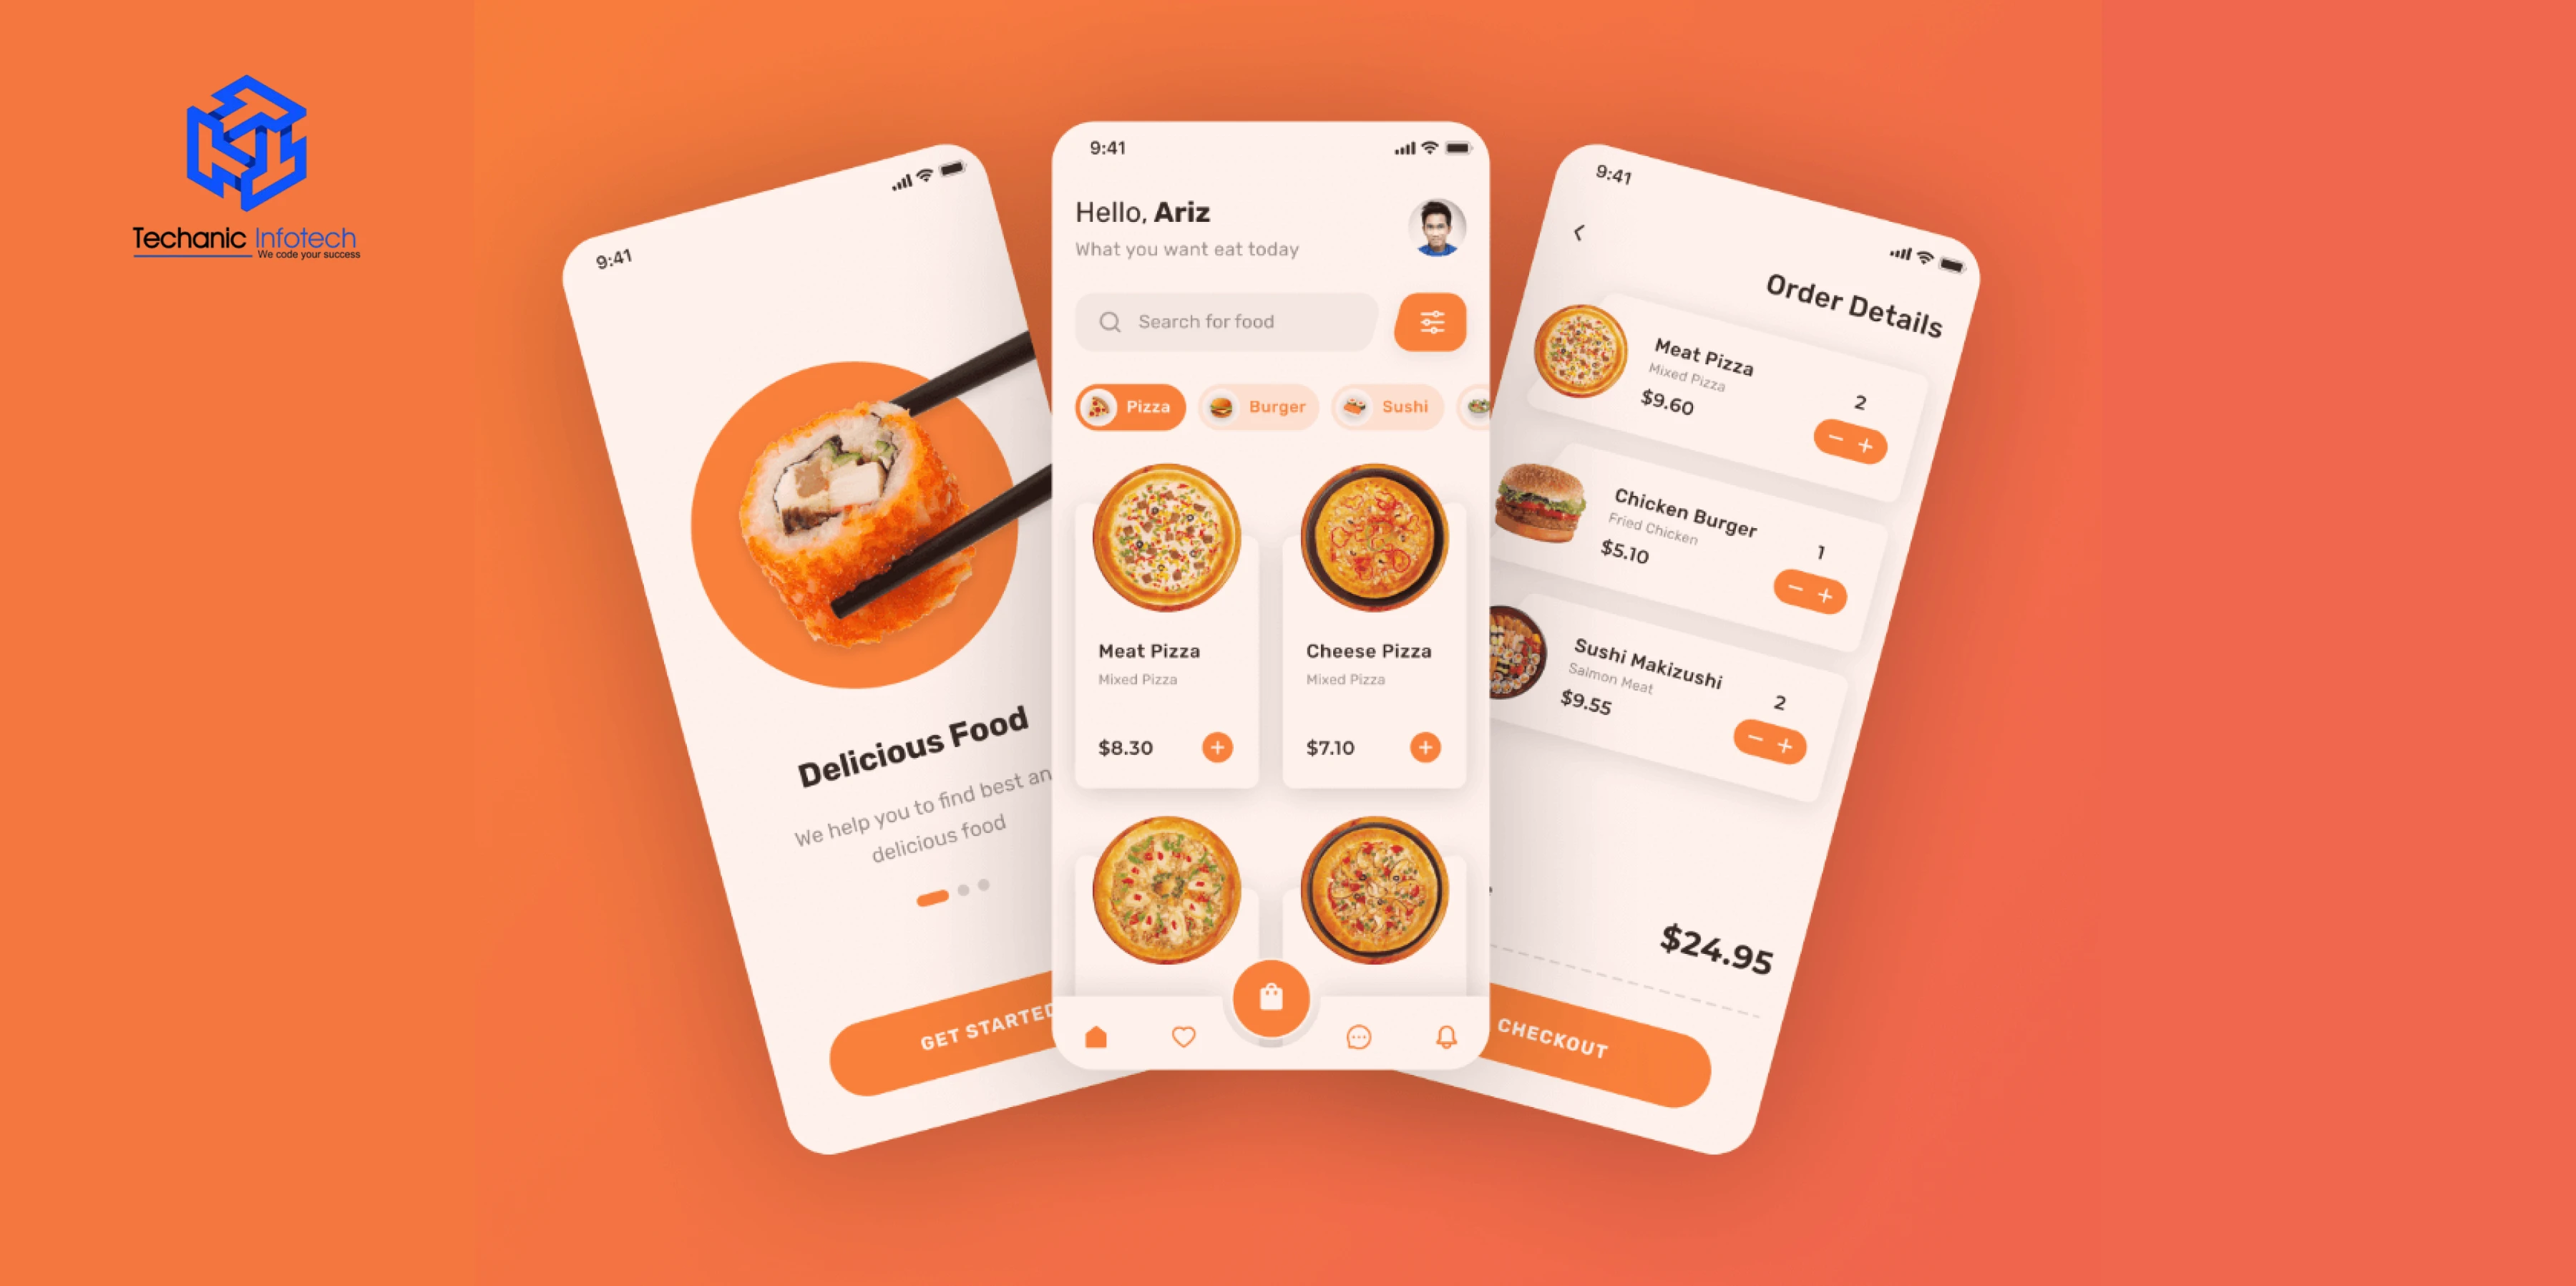 Techanic Infotech
We code your success
9:41
Delicious Food
We help you to find best an
delicious food
GET STARTED
9:41
Hello, Ariz
What you want eat today
Search for food
Pizza
Burger
Sushi
Meat Pizza
Mixed Pizza
$8.30
Cheese Pizza
Mixed Pizza
$7.10
9:41
Order Details
Meat Pizza
Mixed Pizza
$9.60
2
Chicken Burger
Fried Chicken
$5.10
1
Sushi Makizushi
Salmon Meat
$9.55
2
$24.95
CHECKOUT